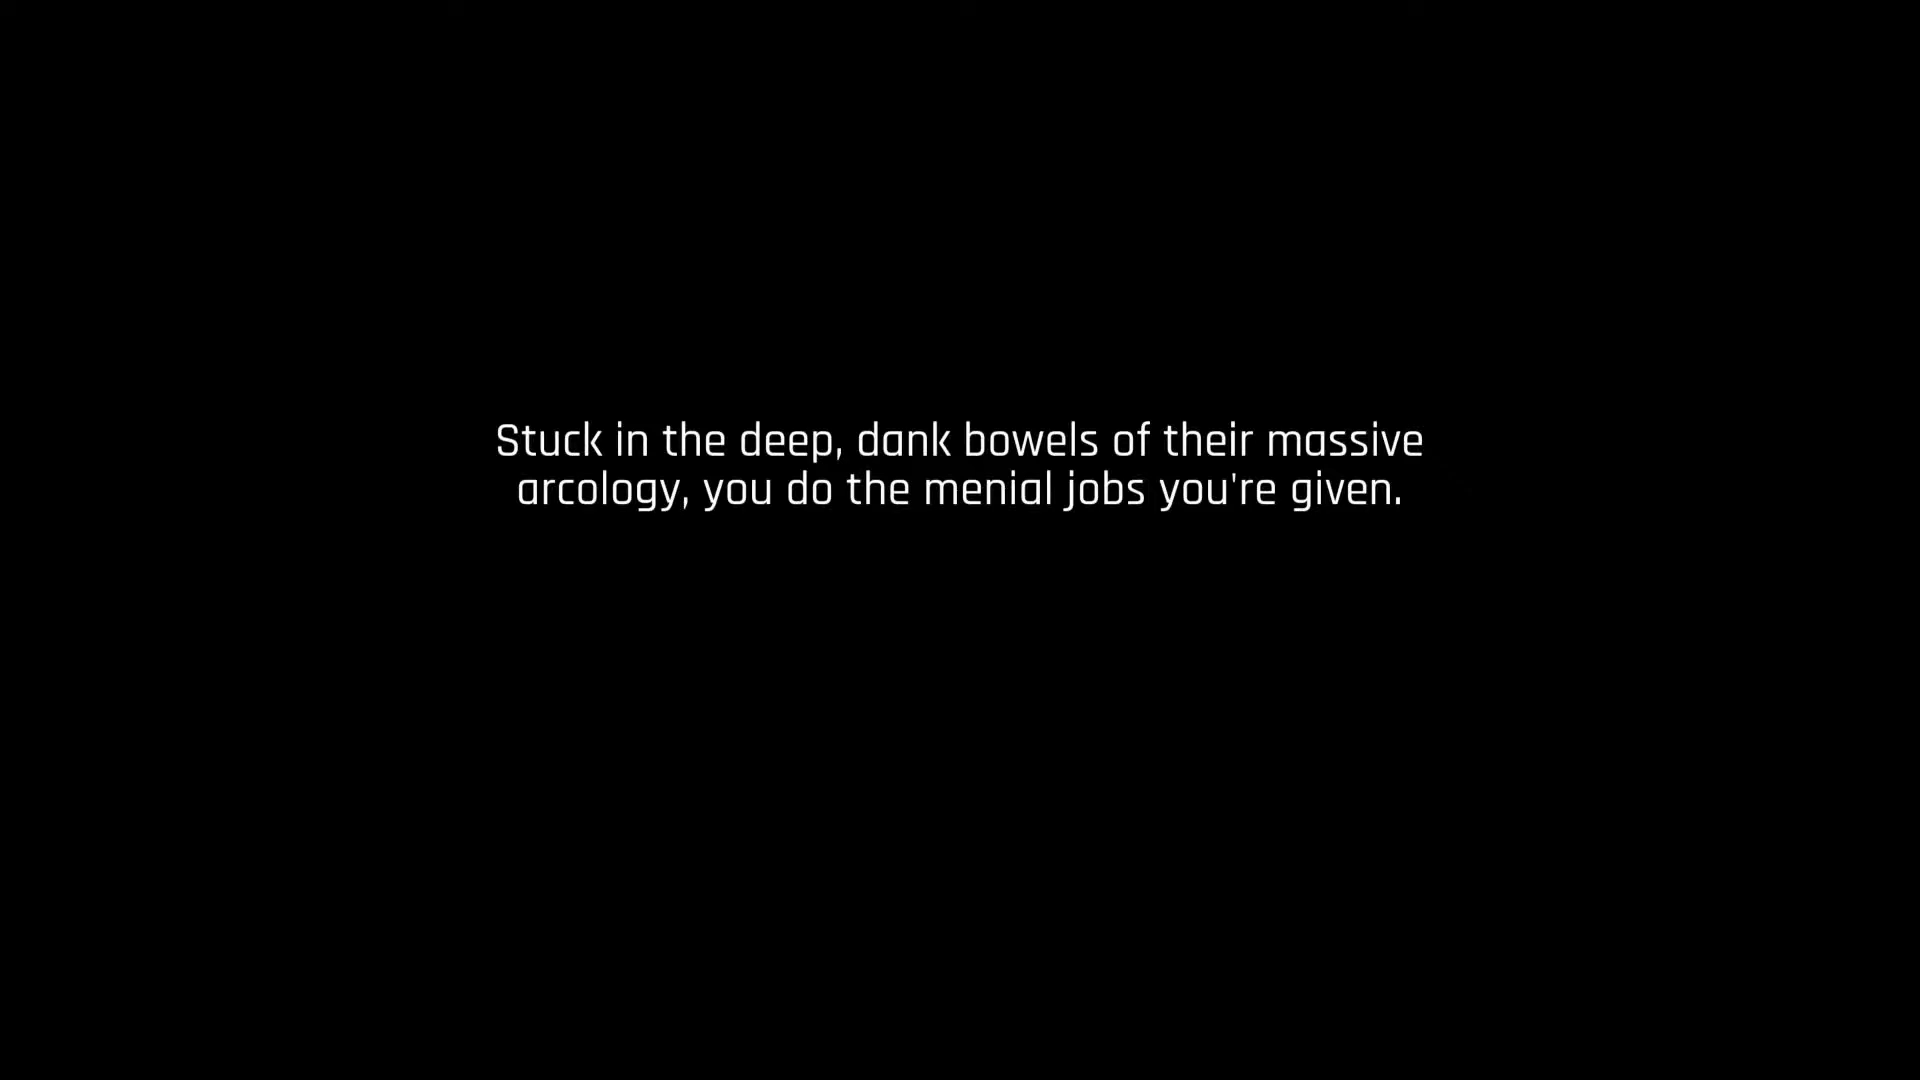 Stuck in the deep, dank bowels of their massive
arcology, you do the menial jobs you're given.